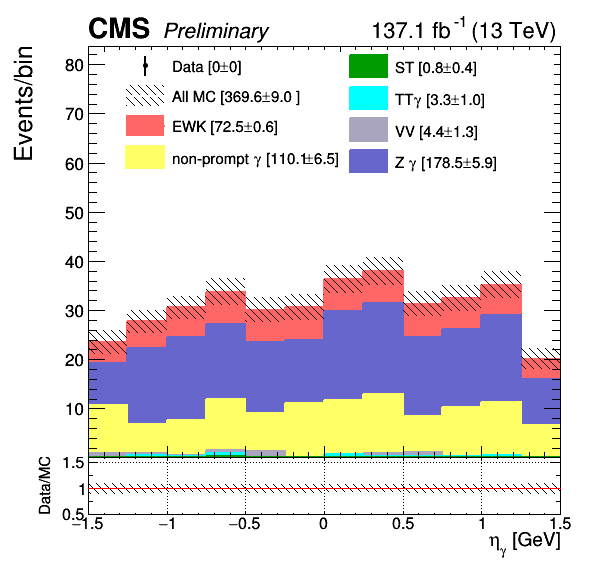 CMS Preliminary 137.1 fb⁻¹ (13 TeV)
Events/bin
80
70
60
50
40
30
20
10
Data [0±0]
All MC [369.6±9.0 ]
EWK [72.5±0.6]
non-prompt γ [110.1±6.5]
ST [0.8±0.4]
TTγ [3.3±1.0]
VV [4.4±1.3]
Z γ [178.5±5.9]
Data/MC
1.5
1
0.5
−1.5 −1 −0.5 0 0.5 1 1.5
ηγ [GeV]